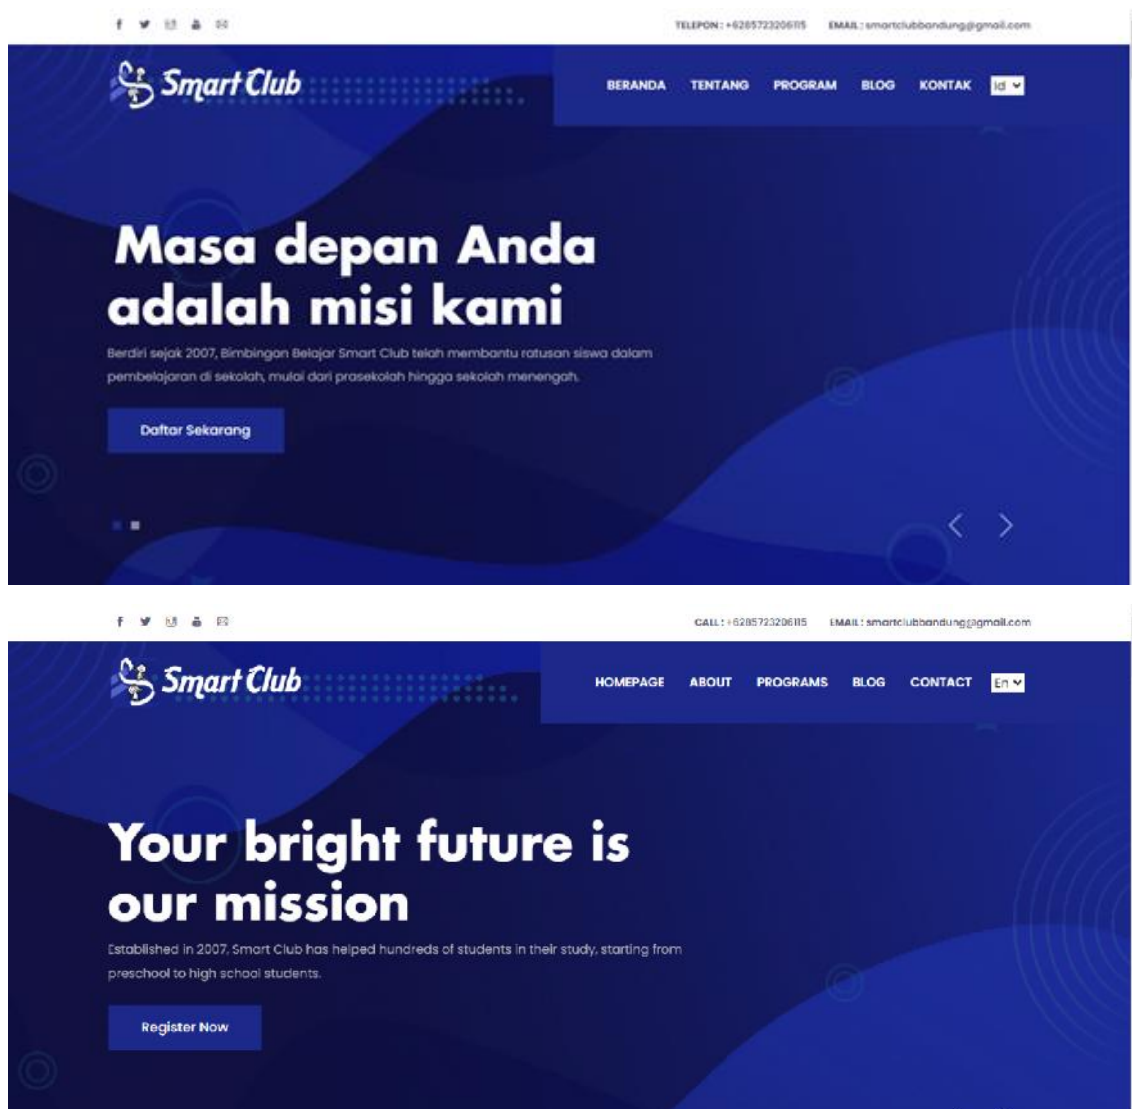 TELEPON : +6285723206115 EMAIL : smartclubbandung@gmail.com
Smart Club
BERANDA TENTANG PROGRAM BLOG KONTAK Id
Masa depan Anda
adalah misi kami
Berdiri sejak 2007, Bimbingan Belajar Smart Club telah membantu ratusan siswa dalam
pembelajaran di sekolah, mulai dari prasekolah hingga sekolah menengah.
Daftar Sekarang
CALL : +6285723206115 EMAIL : smartclubbandung@gmail.com
Smart Club
HOMEPAGE ABOUT PROGRAMS BLOG CONTACT En
Your bright future is
our mission
Established in 2007, Smart Club has helped hundreds of students in their study, starting from
preschool to high school students.
Register Now